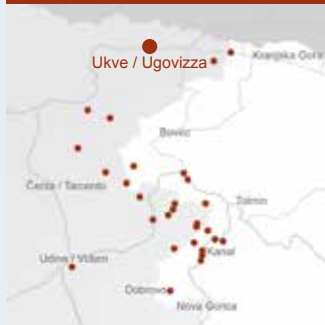 Ukve / Ugovizza
Kranjska Gora
Bovec
Čenta / Tarcento
Tolmin
Kanal
Udine / Videm
Dobrovo
Nova Gorica